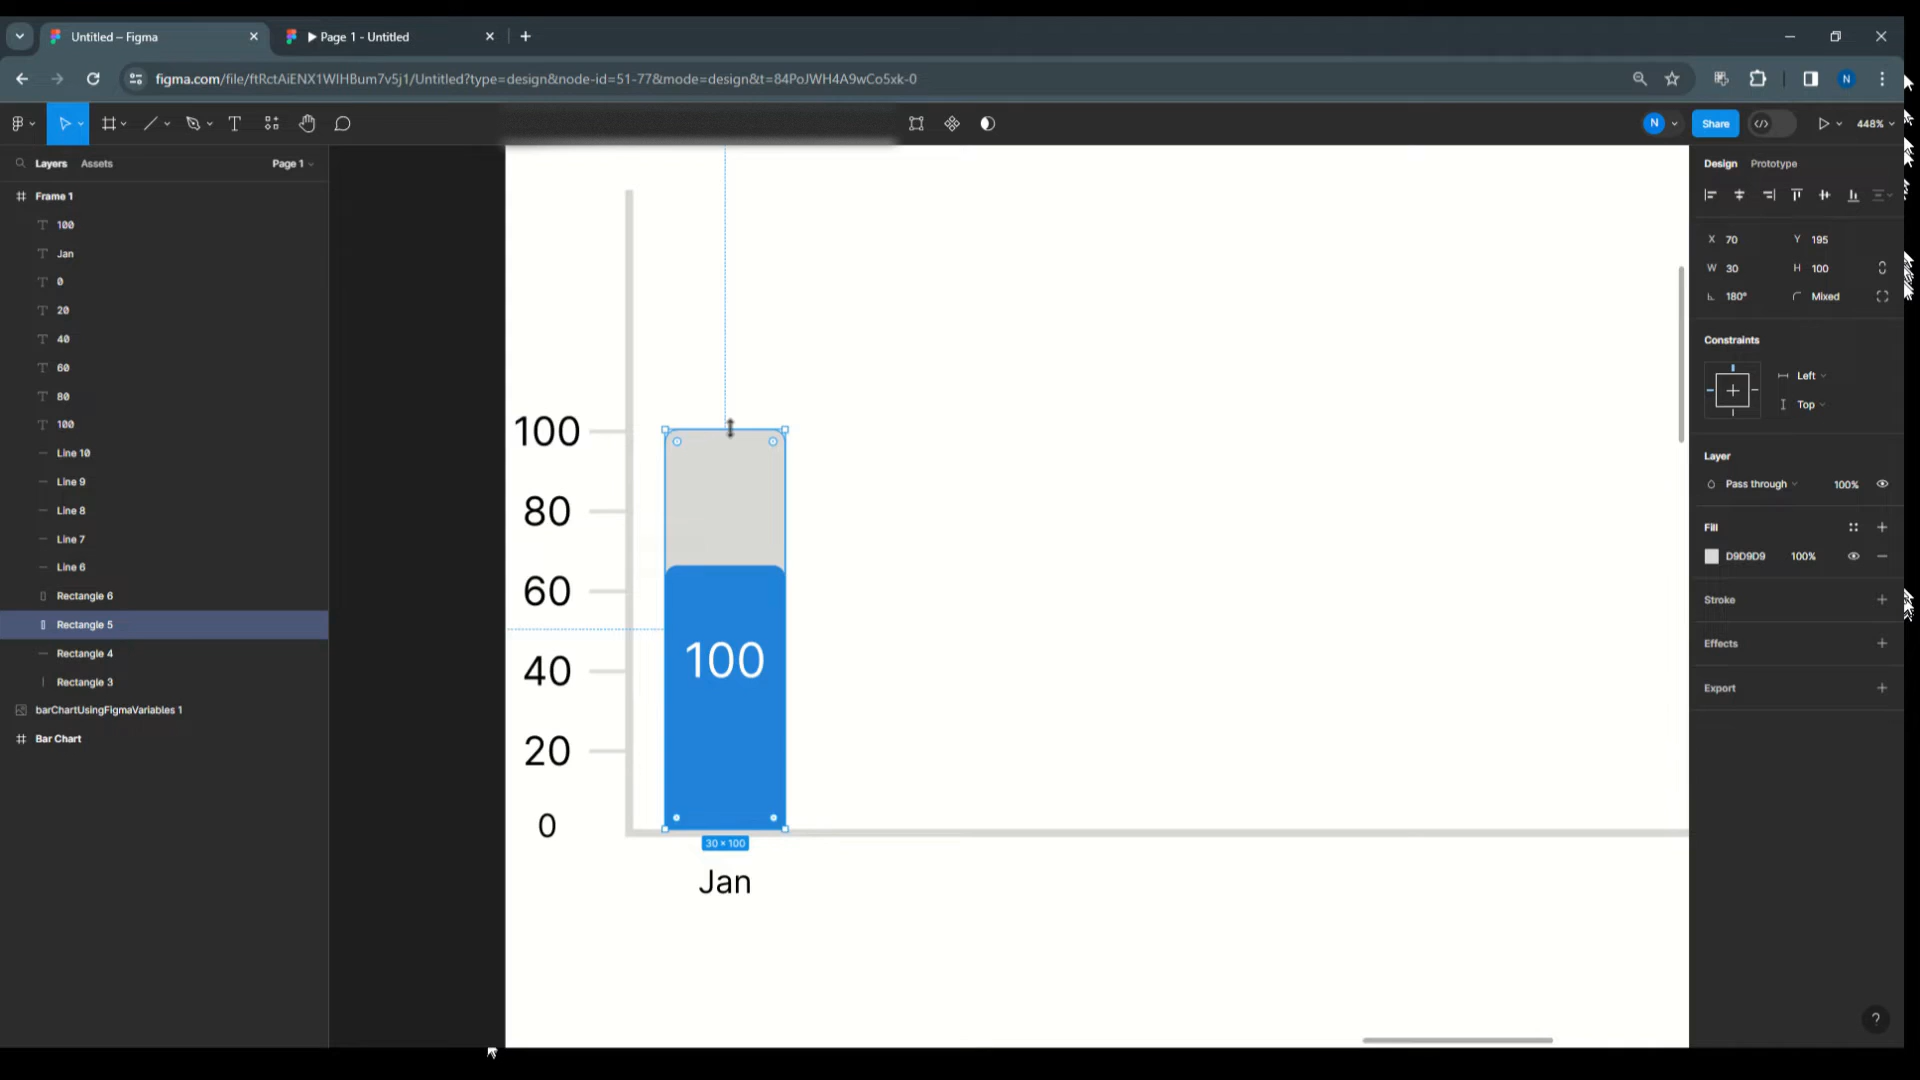 Untitled – Figma
Page 1 - Untitled
figma.com/file/ftRctAiENX1WIHBum7v5j1/Untitled?type=design&node-id=51-77&mode=design&t=84PoJWH4A9wCo5xk-0
N
N
Share
448%
Layers
Assets
Page 1
Design
Prototype
Frame 1
100
Jan
0
20
40
60
80
100
Line 10
Line 9
Line 8
Line 7
Line 6
Rectangle 6
Rectangle 5
Rectangle 4
Rectangle 3
barChartUsingFigmaVariables 1
Bar Chart
100
80
60
40
20
0
100
30 × 100
Jan
X 70
Y 195
W 30
H 100
180°
Mixed
Constraints
Left
Top
Layer
Pass through
100%
Fill
D9D9D9
100%
Stroke
Effects
Export
?